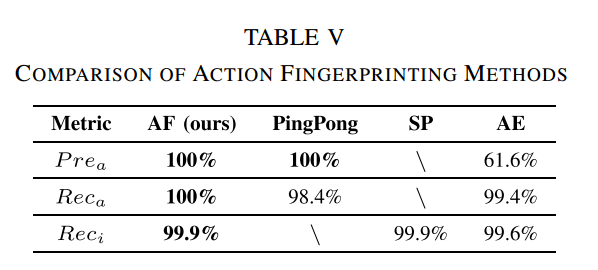 TABLE V
COMPARISON OF ACTION FINGERPRINTING METHODS
Metric AF (ours) PingPong SP AE
Pre_a 100% 100% \ 61.6%
Rec_a 100% 98.4% \ 99.4%
Rec_i 99.9% \ 99.9% 99.6%